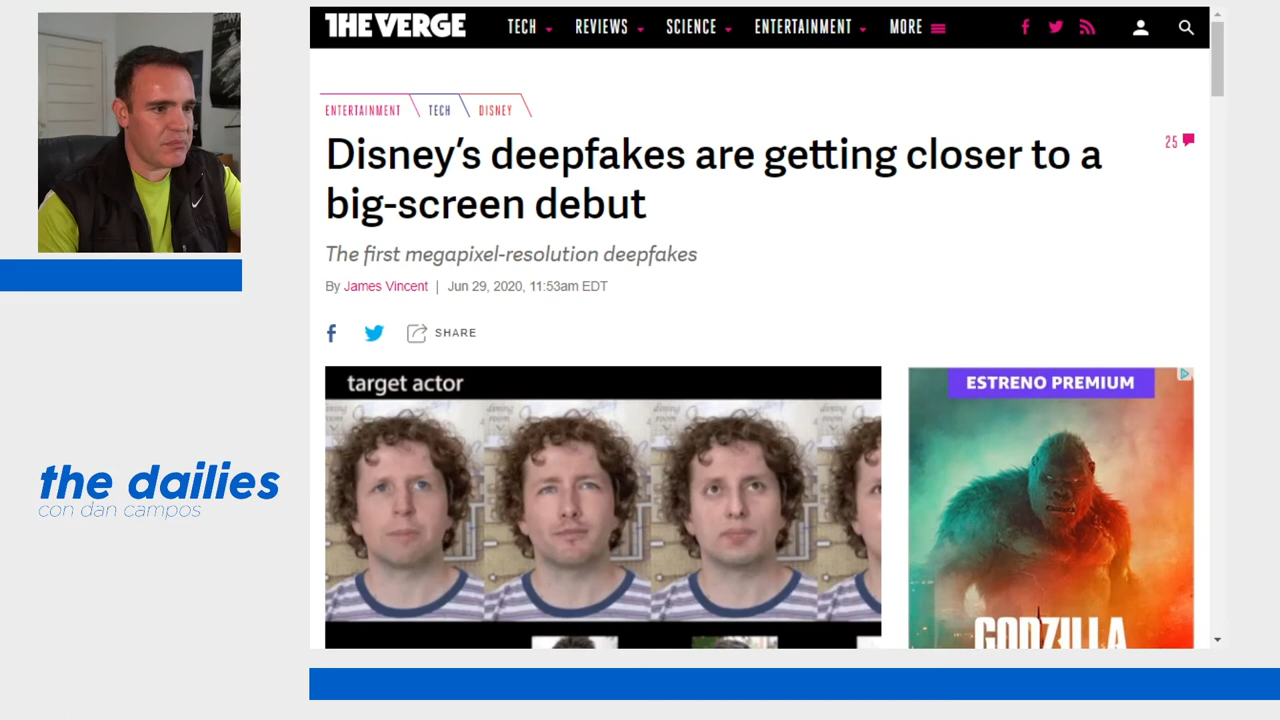 THE VERGE
TECH REVIEWS SCIENCE ENTERTAINMENT MORE
ENTERTAINMENT TECH DISNEY
Disney's deepfakes are getting closer to a
big-screen debut
25
The first megapixel-resolution deepfakes
By James Vincent | Jun 29, 2020, 11:53am EDT
SHARE
target actor
ESTRENO PREMIUM
GODZILLA
the dailies
con dan campos